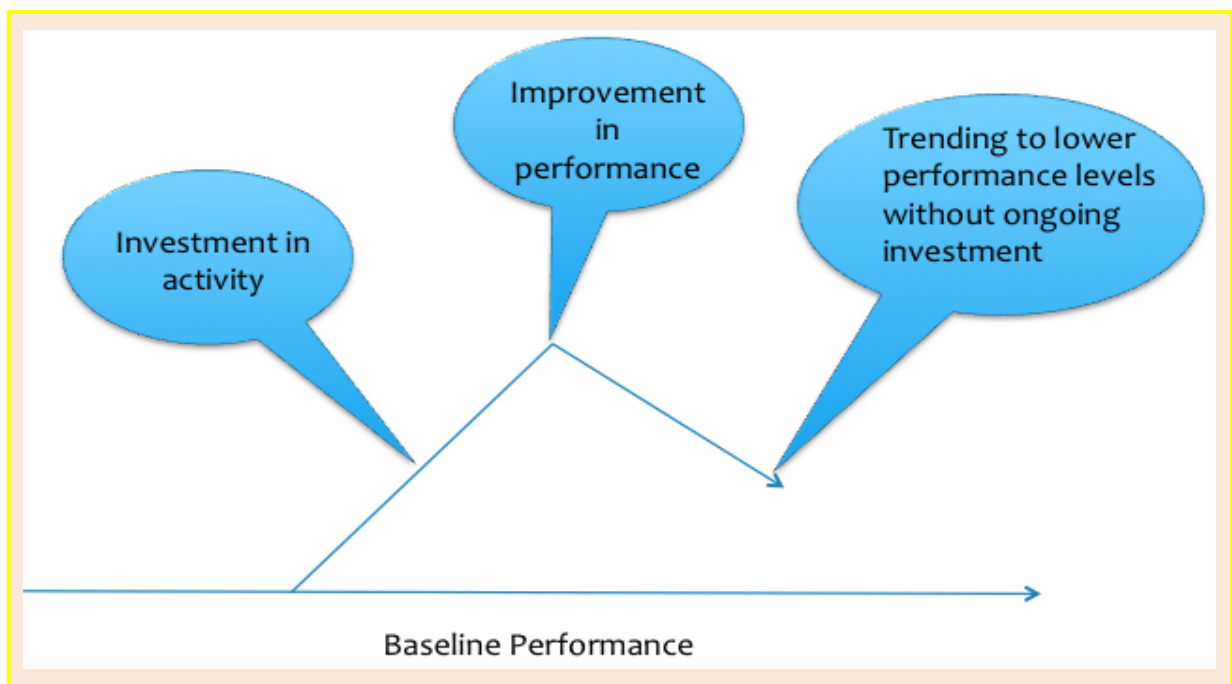 Investment in
activity
Improvement
in
performance
Trending to lower
performance levels
without ongoing
investment
Baseline Performance